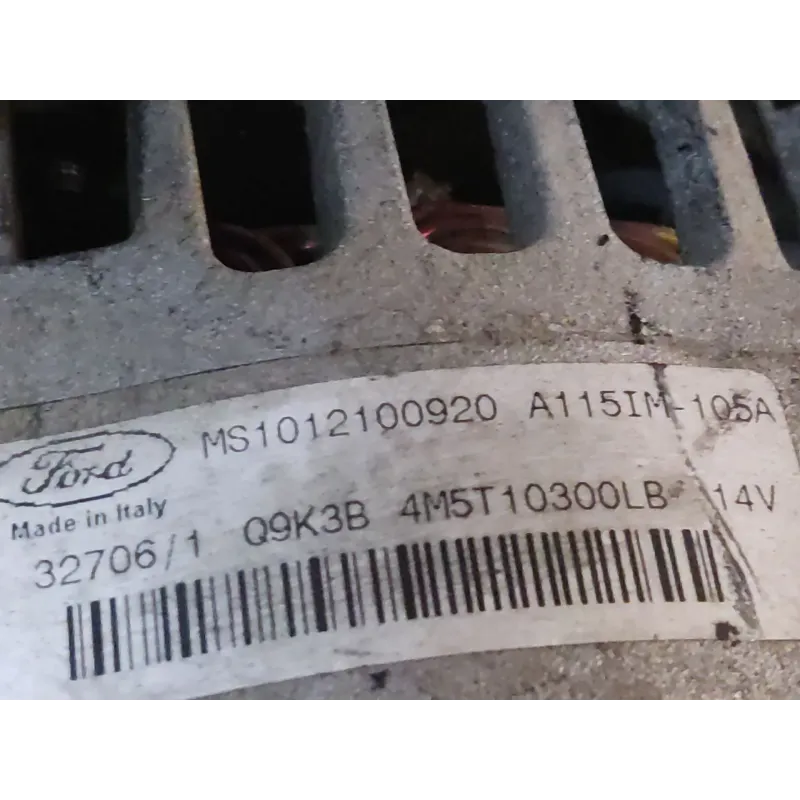 Ford MS1012100920 A115IM-105A
Made in Italy
32706/1 Q9K3B 4M5T10300LB 14V